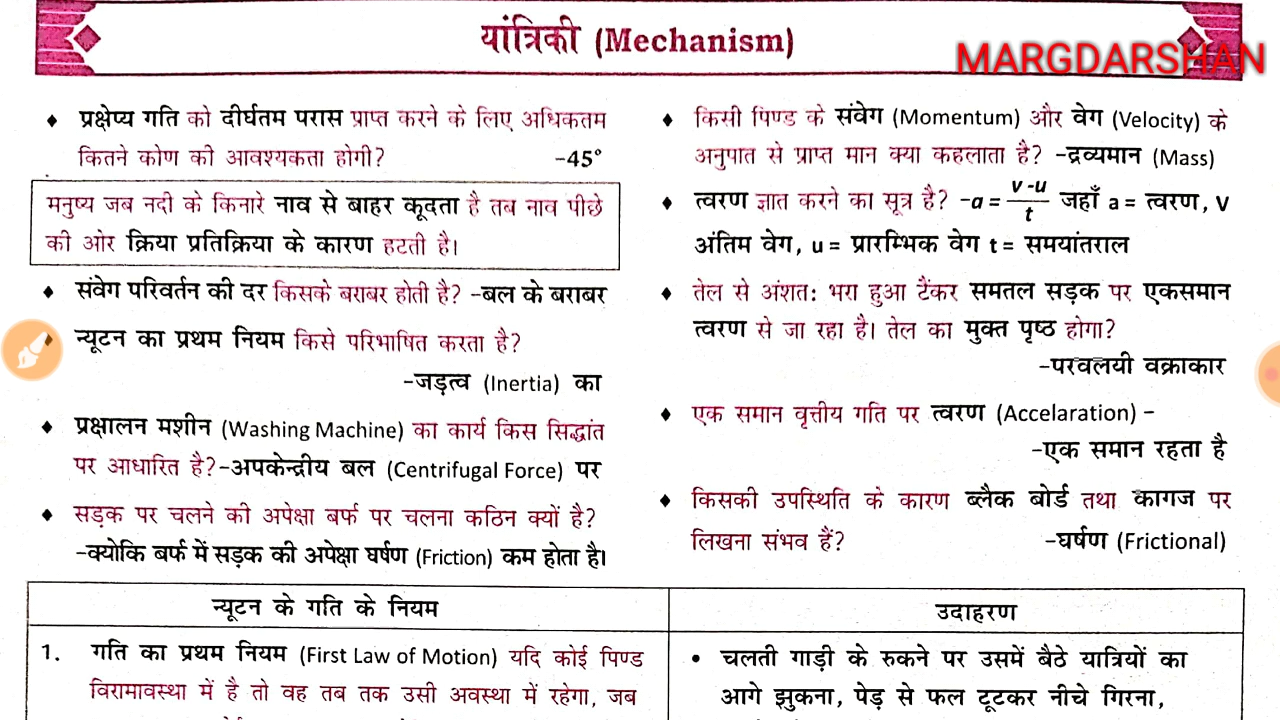 यांत्रिकी (Mechanism)
MARGDARSHAN
♦ प्रक्षेप्य गति को दीर्घतम परास प्राप्त करने के लिए अधिकतम
कितने कोण की आवश्यकता होगी? -45°
मनुष्य जब नदी के किनारे नाव से बाहर कूदता है तब नाव पीछे
की ओर क्रिया प्रतिक्रिया के कारण हटती है।
♦ संवेग परिवर्तन की दर किसके बराबर होती है? -बल के बराबर
न्यूटन का प्रथम नियम किसे परिभाषित करता है?
-जड़त्व (Inertia) का
♦ प्रक्षालन मशीन (Washing Machine) का कार्य किस सिद्धांत
पर आधारित है?-अपकेन्द्रीय बल (Centrifugal Force) पर
♦ सड़क पर चलने की अपेक्षा बर्फ पर चलना कठिन क्यों है?
-क्योकि बर्फ में सड़क की अपेक्षा घर्षण (Friction) कम होता है।
♦ किसी पिण्ड के संवेग (Momentum) और वेग (Velocity) के
अनुपात से प्राप्त मान क्या कहलाता है? -द्रव्यमान (Mass)
♦ त्वरण ज्ञात करने का सूत्र है? -a = v -u / t जहाँ a = त्वरण, V
अंतिम वेग, u = प्रारम्भिक वेग t = समयांतराल
♦ तेल से अंशत: भरा हुआ टैंकर समतल सड़क पर एकसमान
त्वरण से जा रहा है। तेल का मुक्त पृष्ठ होगा?
-परवलयी वक्राकार
♦ एक समान वृत्तीय गति पर त्वरण (Accelaration) -
-एक समान रहता है
♦ किसकी उपस्थिति के कारण ब्लैक बोर्ड तथा कागज पर
लिखना संभव हैं? -घर्षण (Frictional)
न्यूटन के गति के नियम
उदाहरण
1. गति का प्रथम नियम (First Law of Motion) यदि कोई पिण्ड
विरामावस्था में है तो वह तब तक उसी अवस्था में रहेगा, जब
• चलती गाड़ी के रुकने पर उसमें बैठे यात्रियों का
आगे झुकना, पेड़ से फल टूटकर नीचे गिरना,